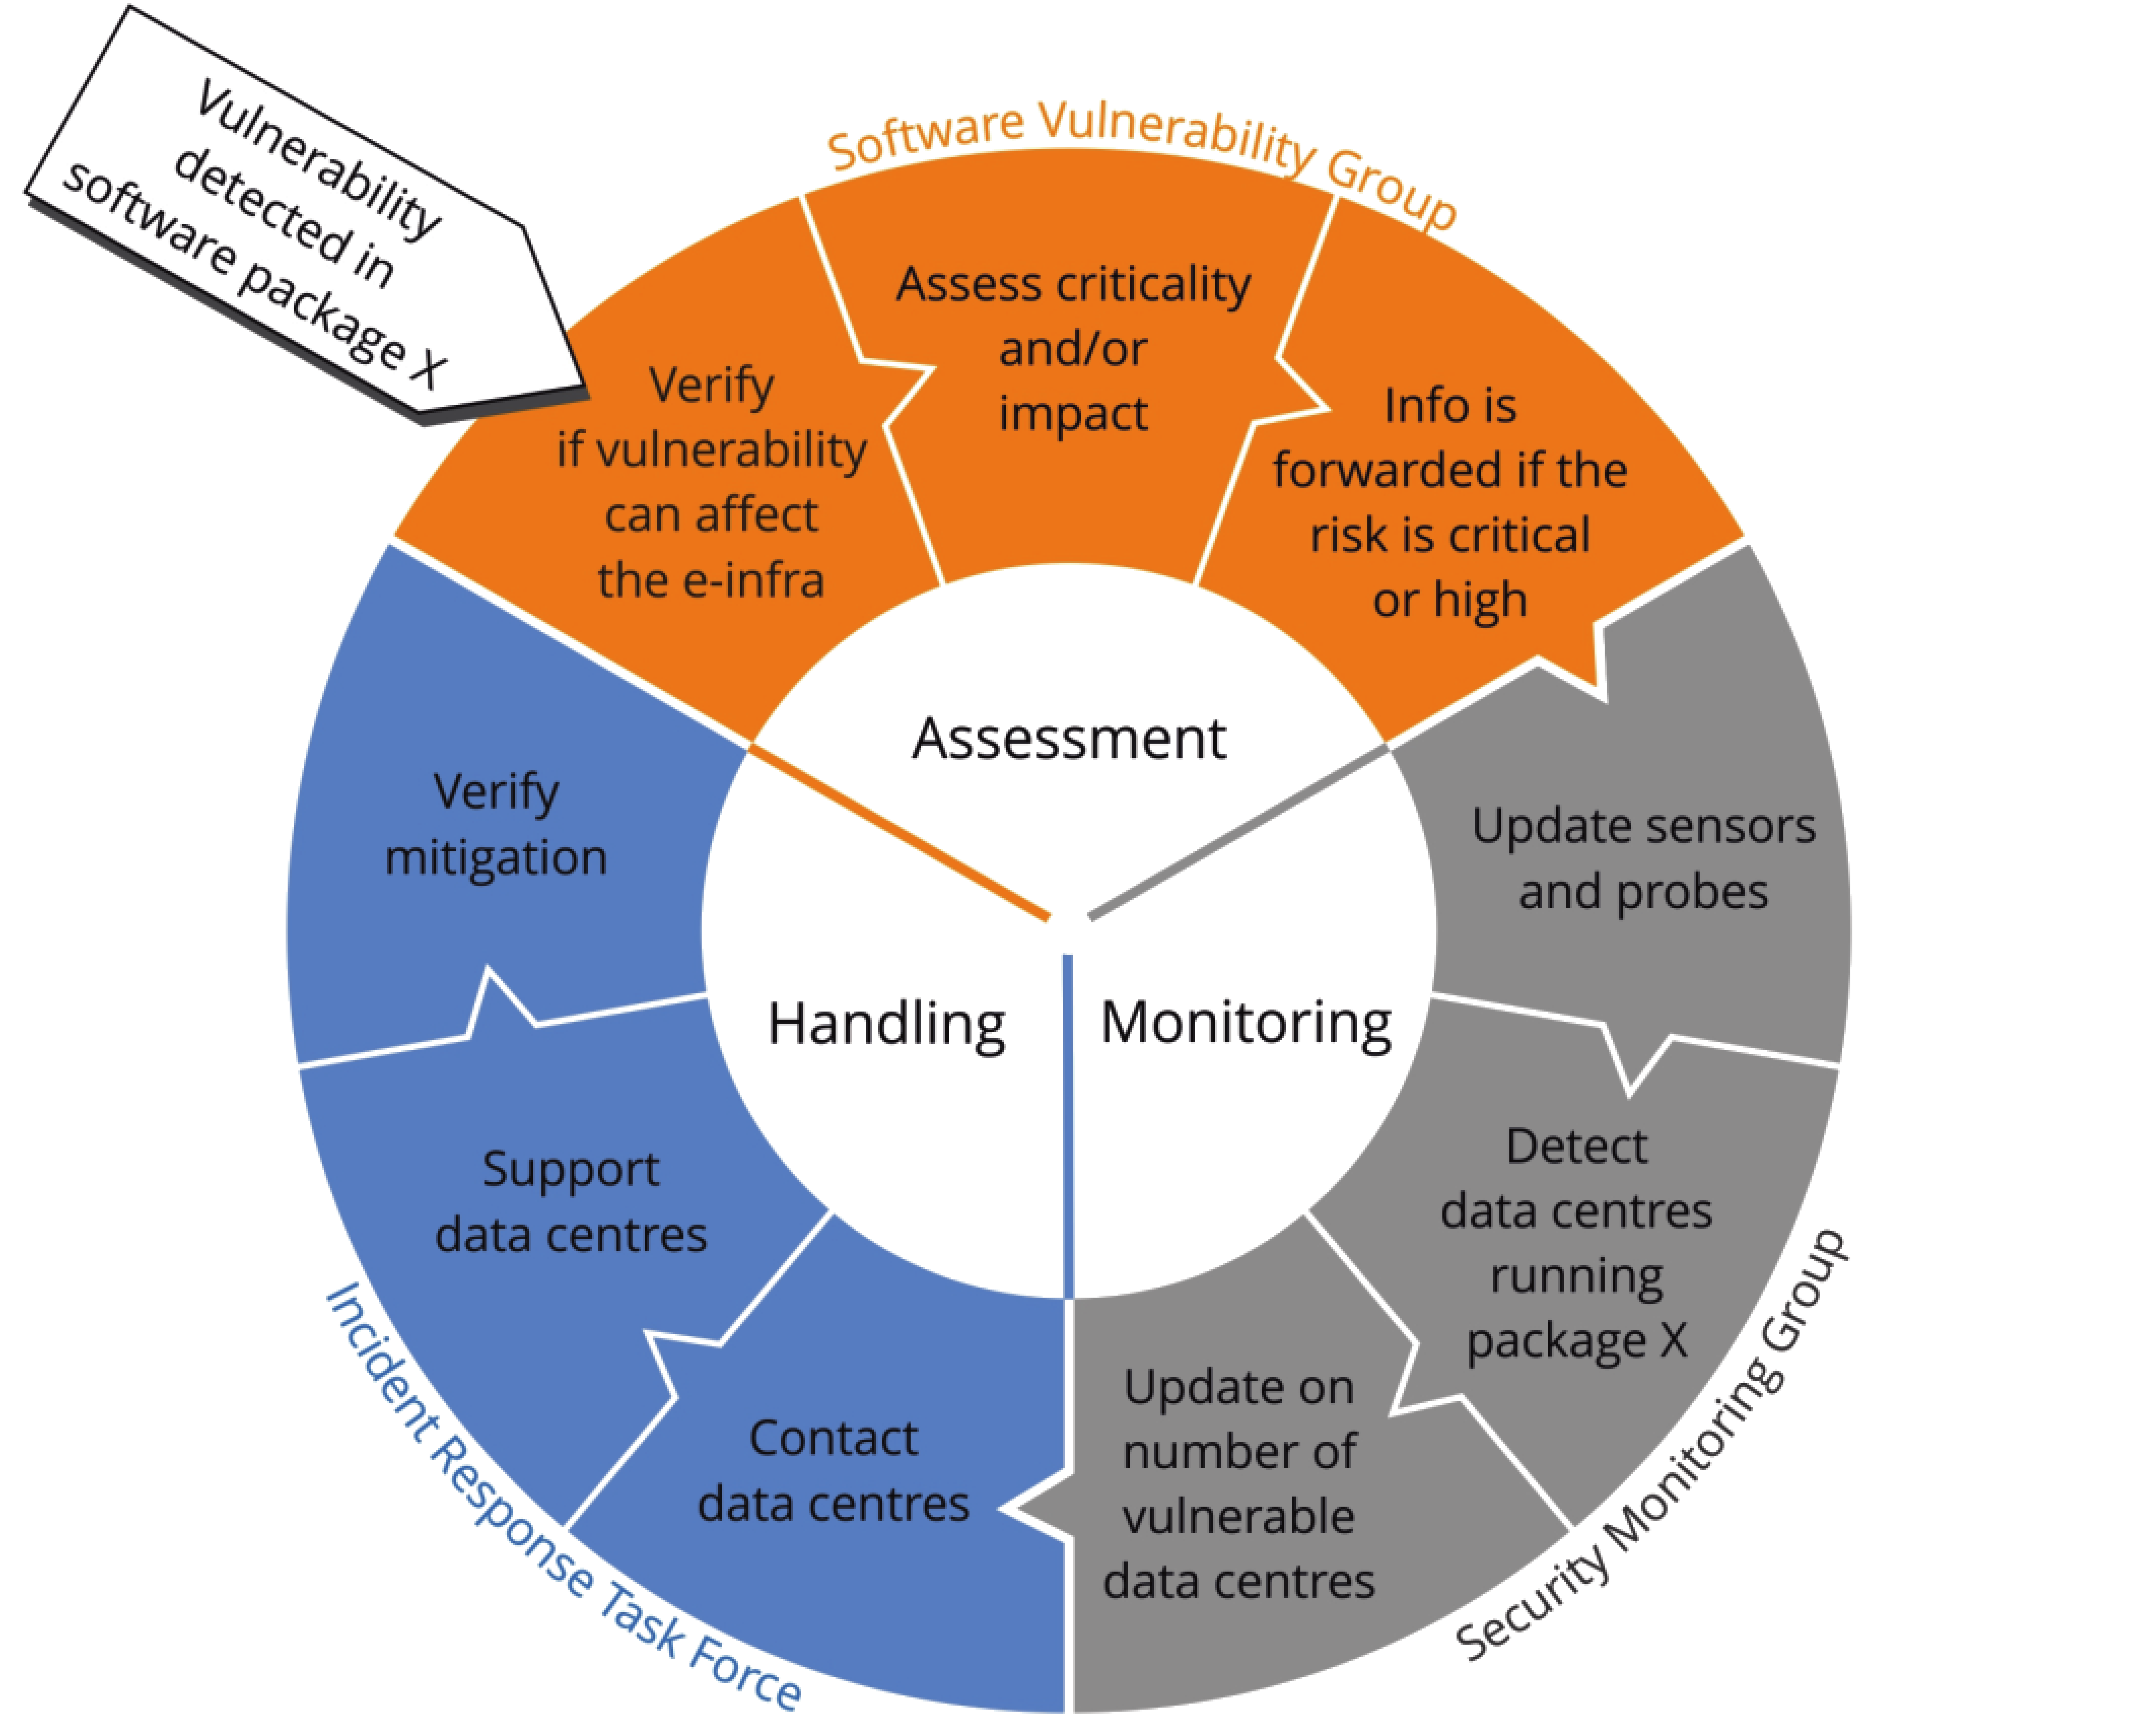 Vulnerability
detected in
software package X
Software Vulnerability Group
Verify
if vulnerability
can affect
the e-infra
Assess criticality
and/or
impact
Info is
forwarded if the
risk is critical
or high
Assessment
Update sensors
and probes
Detect
data centres
running
package X
Update on
number of
vulnerable
data centres
Monitoring
Security Monitoring Group
Contact
data centres
Support
data centres
Verify
mitigation
Handling
Incident Response Task Force